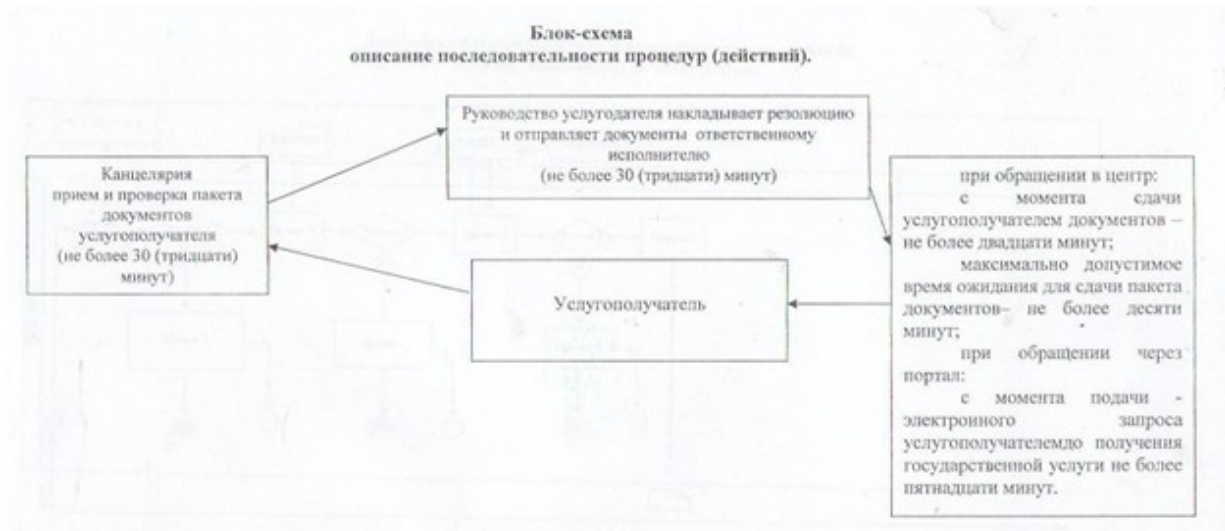 Блок-схема
описание последовательности процедур (действий).
Руководство услугодателя накладывает резолюцию
и отправляет документы ответственному
исполнителю
(не более 30 (тридцати) минут)
Канцелярия
прием и проверка пакета
документов
услугополучателя
(не более 30 (тридцати)
минут)
Услугополучатель
при обращении в центр:
с момента сдачи
услугополучателем документов –
не более двадцати минут;
максимально допустимое
время ожидания для сдачи пакета
документов– не более десяти
минут;
при обращении через
портал:
с момента подачи -
электронного запроса
услугополучателемдо получения
государственной услуги не более
пятнадцати минут.